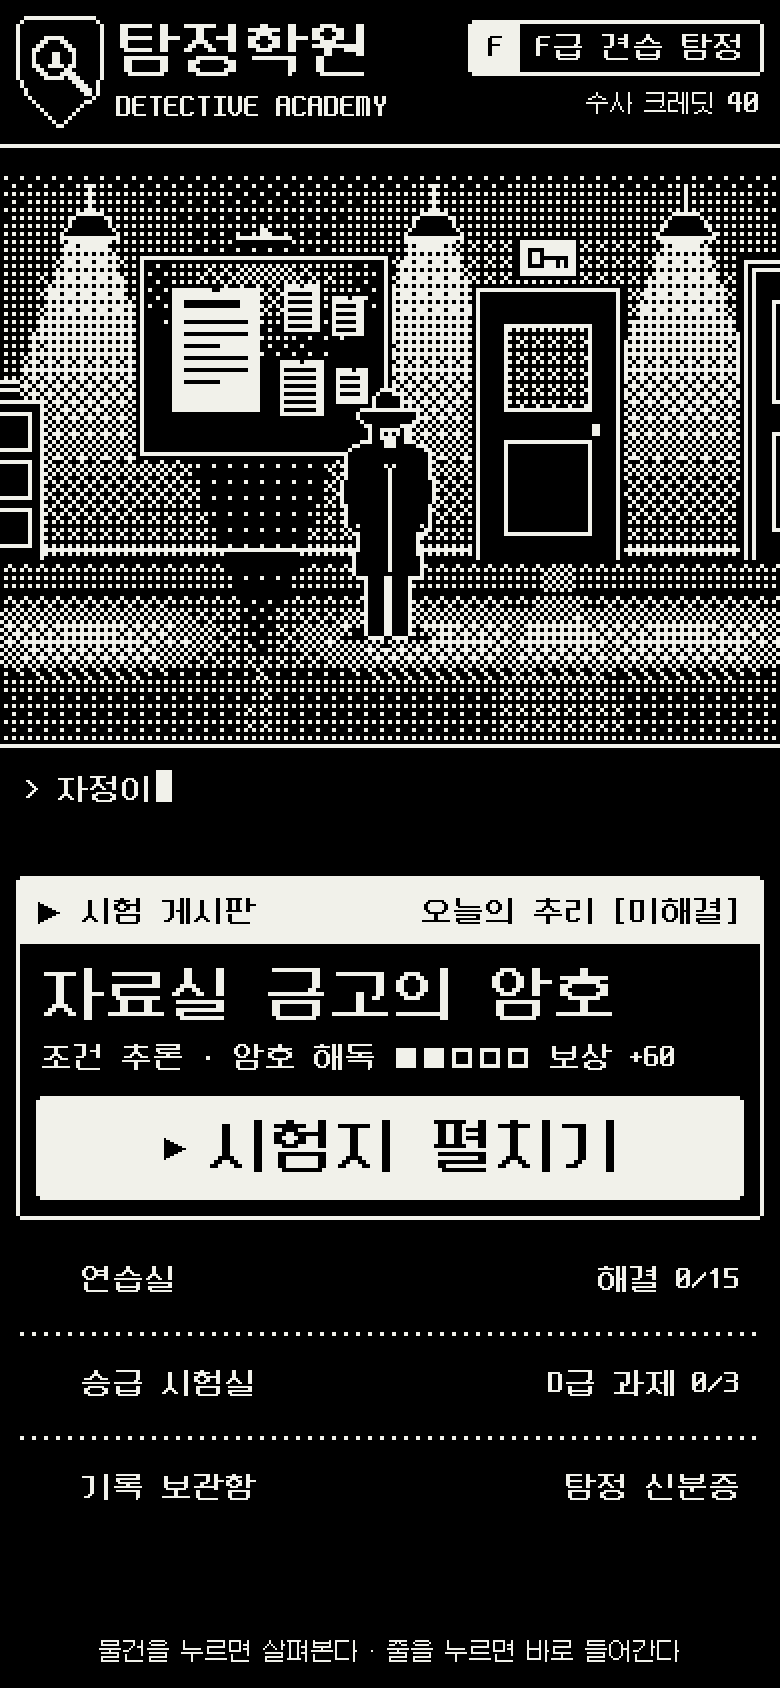 탐정학원
DETECTIVE ACADEMY
F F급 견습 탐정
수사 크레딧 40
> 자정이
▶ 시험 게시판 오늘의 추리 [미해결]
자료실 금고의 암호
조건 추론 · 암호 해독 ■■□□□ 보상 +60
▶ 시험지 펼치기
연습실 해결 0/15
승급 시험실 D급 과제 0/3
기록 보관함 탐정 신분증
물건을 누르면 살펴본다 · 줄을 누르면 바로 들어간다